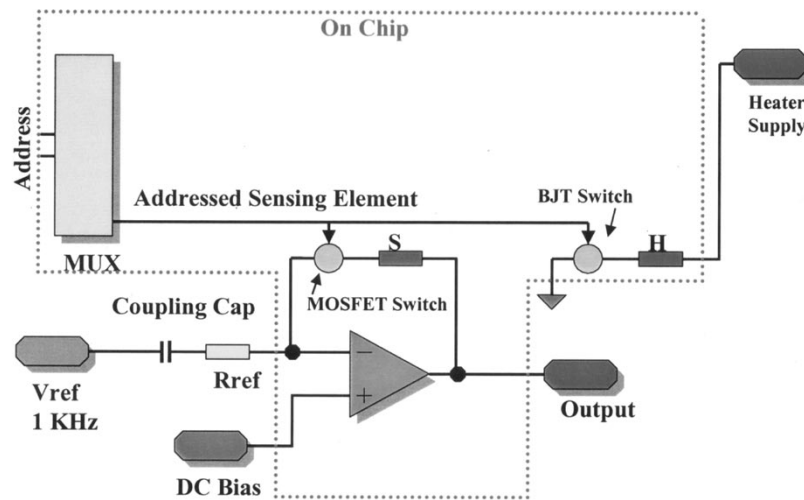 On Chip
Heater
Supply
Address
Addressed Sensing Element
BJT Switch
MUX
S
H
MOSFET Switch
Coupling Cap
Rref
Vref
1 KHz
−
+
Output
DC Bias